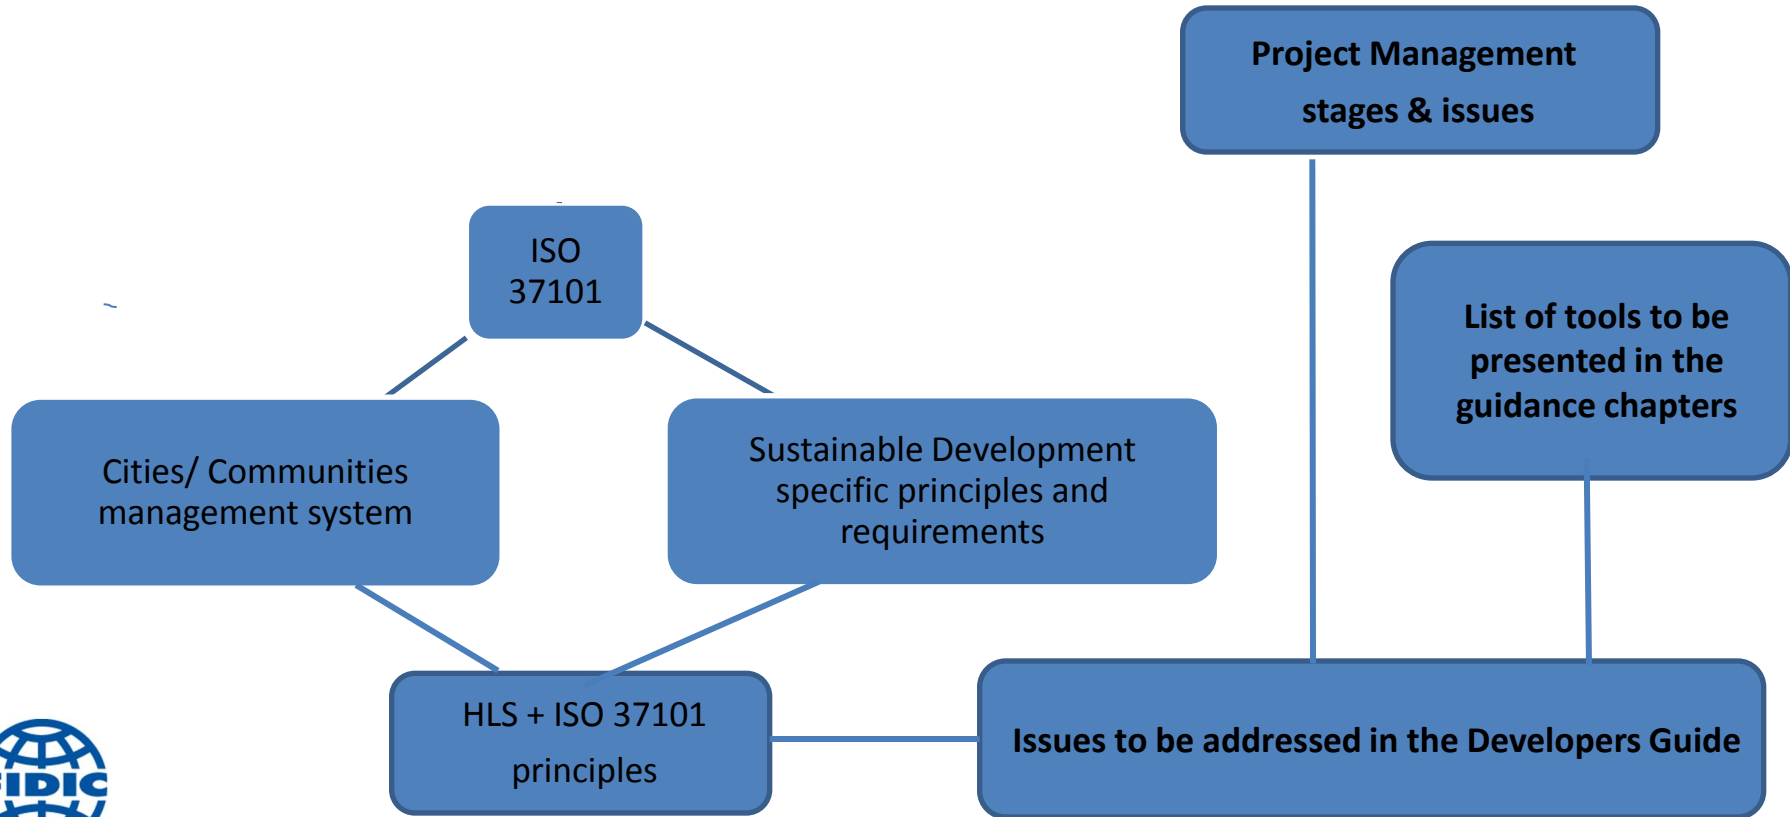 Project Management
stages & issues
ISO
37101
List of tools to be
presented in the
guidance chapters
Cities/ Communities
management system
Sustainable Development
specific principles and
requirements
HLS + ISO 37101
principles
Issues to be addressed in the Developers Guide
FIDIC